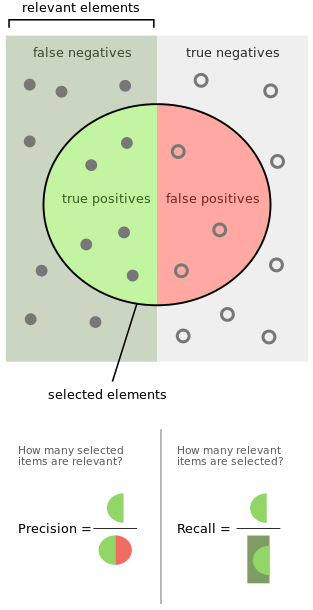 relevant elements
false negatives
true negatives
true positives
false positives
selected elements
How many selected
items are relevant?
How many relevant
items are selected?
Precision =
Recall =